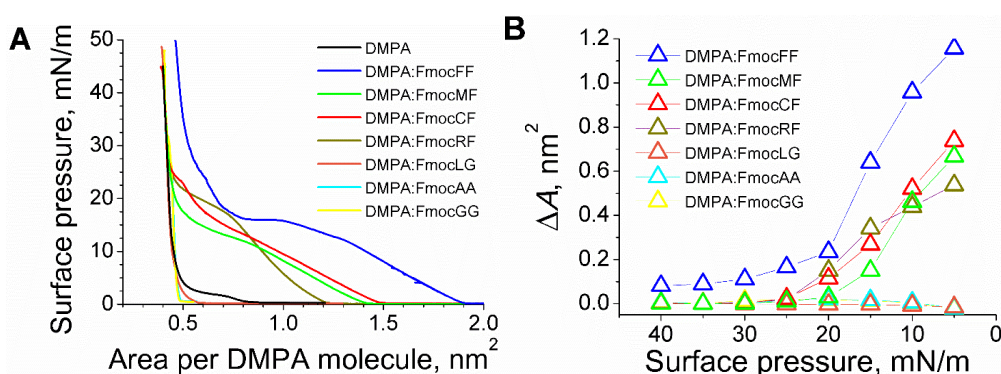 A
Surface pressure, mN/m
50
40
30
20
10
0
0.5
1.0
1.5
2.0
Area per DMPA molecule, nm²
DMPA
DMPA:FmocFF
DMPA:FmocMF
DMPA:FmocCF
DMPA:FmocRF
DMPA:FmocLG
DMPA:FmocAA
DMPA:FmocGG
B
ΔA, nm²
1.2
1.0
0.8
0.6
0.4
0.2
0.0
40
30
20
10
0
Surface pressure, mN/m
DMPA:FmocFF
DMPA:FmocMF
DMPA:FmocCF
DMPA:FmocRF
DMPA:FmocLG
DMPA:FmocAA
DMPA:FmocGG